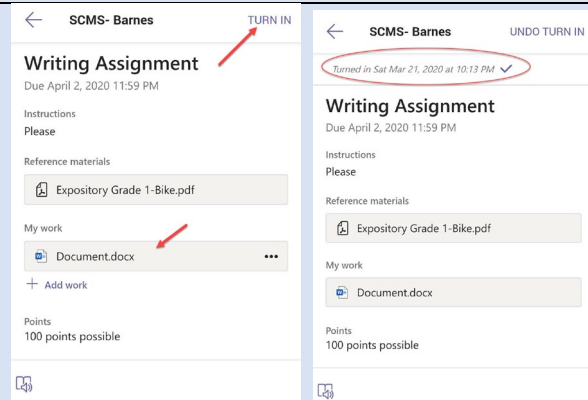 SCMS- Barnes TURN IN
Writing Assignment
Due April 2, 2020 11:59 PM
Instructions
Please
Reference materials
Expository Grade 1-Bike.pdf
My work
Document.docx
+ Add work
Points
100 points possible
SCMS- Barnes UNDO TURN IN
Turned in Sat Mar 21, 2020 at 10:13 PM
Writing Assignment
Due April 2, 2020 11:59 PM
Instructions
Please
Reference materials
Expository Grade 1-Bike.pdf
My work
Document.docx
Points
100 points possible